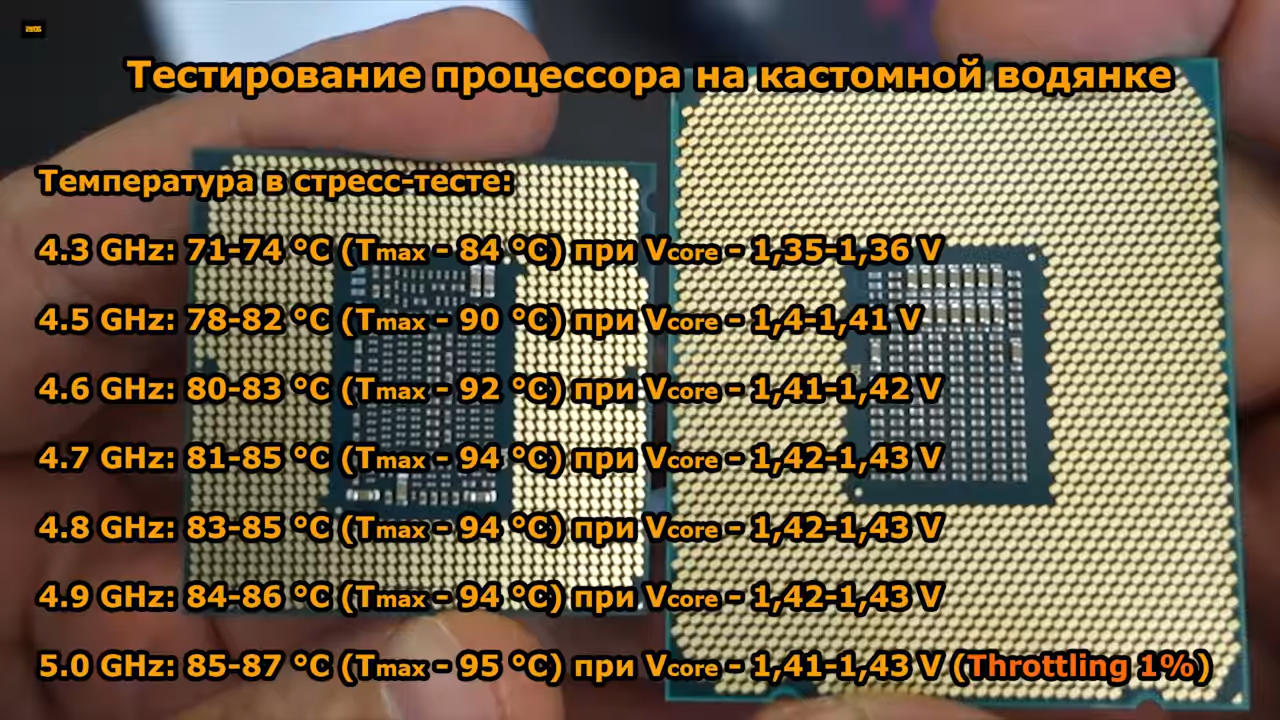 Тестирование процессора на кастомной водянке
Температура в стресс-тесте:
4.3 GHz: 71-74 °C (Tmax - 84 °C) при Vcore - 1,35-1,36 V
4.5 GHz: 78-82 °C (Tmax - 90 °C) при Vcore - 1,4-1,41 V
4.6 GHz: 80-83 °C (Tmax - 92 °C) при Vcore - 1,41-1,42 V
4.7 GHz: 81-85 °C (Tmax - 94 °C) при Vcore - 1,42-1,43 V
4.8 GHz: 83-85 °C (Tmax - 94 °C) при Vcore - 1,42-1,43 V
4.9 GHz: 84-86 °C (Tmax - 94 °C) при Vcore - 1,42-1,43 V
5.0 GHz: 85-87 °C (Tmax - 95 °C) при Vcore - 1,41-1,43 V (Throttling 1%)